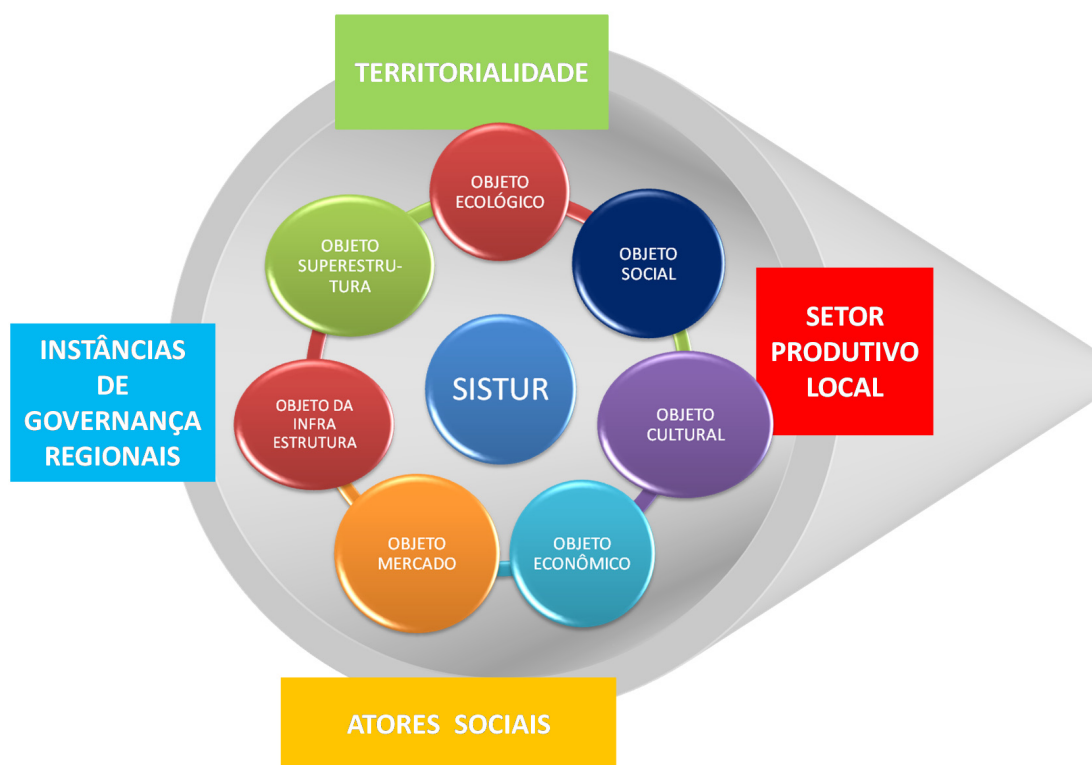 TERRITORIALIDADE
OBJETO
ECOLÓGICO
OBJETO
SUPERESTRU-
TURA
OBJETO
SOCIAL
SETOR
PRODUTIVO
LOCAL
INSTÂNCIAS
DE
GOVERNANÇA
REGIONAIS
SISTUR
OBJETO DA
INFRA
ESTRUTURA
OBJETO
CULTURAL
OBJETO
MERCADO
OBJETO
ECONÔMICO
ATORES SOCIAIS